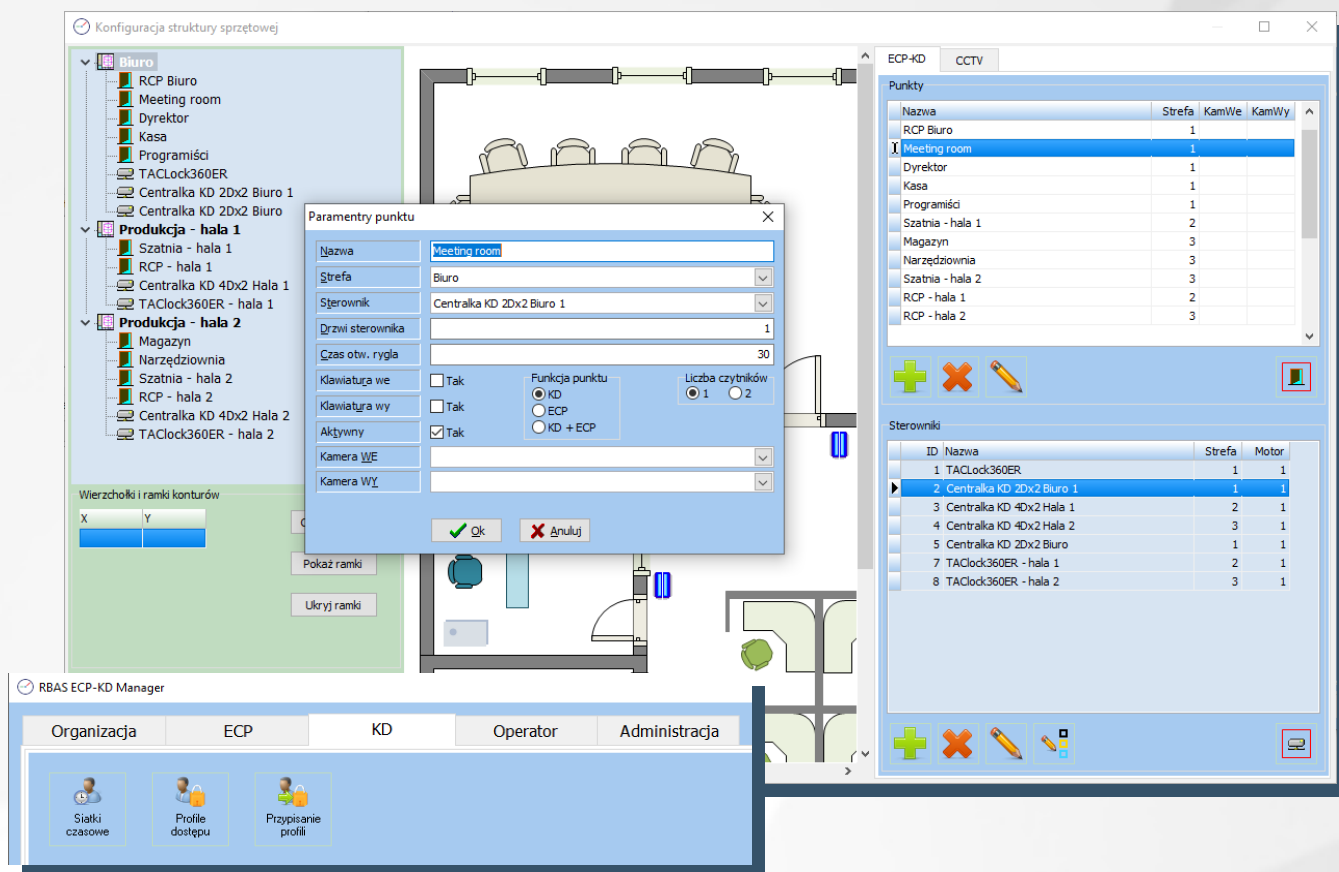 Konfiguracja struktury sprzętowej
Biuro
RCP Biuro
Meeting room
Dyrektor
Kasa
Programiści
TACLock360ER
Centralka KD 2Dx2 Biuro 1
Centralka KD 2Dx2 Biuro
Produkcja - hala 1
Szatnia - hala 1
RCP - hala 1
Centralka KD 4Dx2 Hala 1
TAClock360ER - hala 1
Produkcja - hala 2
Magazyn
Narzędziownia
Szatnia - hala 2
RCP - hala 2
Centralka KD 4Dx2 Hala 2
TAClock360ER - hala 2
Wierzchołki i ramki konturów
X Y
Pokaż ramki
Ukryj ramki
Paramentry punktu
Nazwa Meeting room
Strefa Biuro
Sterownik Centralka KD 2Dx2 Biuro 1
Drzwi sterownika 1
Czas otw. rygla 30
Klawiatura we Tak
Klawiatura wy Tak
Aktywny Tak
Funkcja punktu
KD
ECP
KD + ECP
Liczba czytników
1 2
Kamera WE
Kamera WY
Ok Anuluj
ECP-KD CCTV
Punkty
Nazwa Strefa KamWe KamWy
RCP Biuro 1
Meeting room 1
Dyrektor 1
Kasa 1
Programiści 1
Szatnia - hala 1 2
Magazyn 3
Narzędziownia 3
Szatnia - hala 2 3
RCP - hala 1 2
RCP - hala 2 3
Sterowniki
ID Nazwa Strefa Motor
1 TACLock360ER 1 1
2 Centralka KD 2Dx2 Biuro 1 1 1
3 Centralka KD 4Dx2 Hala 1 2 1
4 Centralka KD 4Dx2 Hala 2 3 1
5 Centralka KD 2Dx2 Biuro 1 1
7 TAClock360ER - hala 1 2 1
8 TAClock360ER - hala 2 3 1
RBAS ECP-KD Manager
Organizacja ECP KD Operator Administracja
Siatki
czasowe
Profile
dostępu
Przypisanie
profili